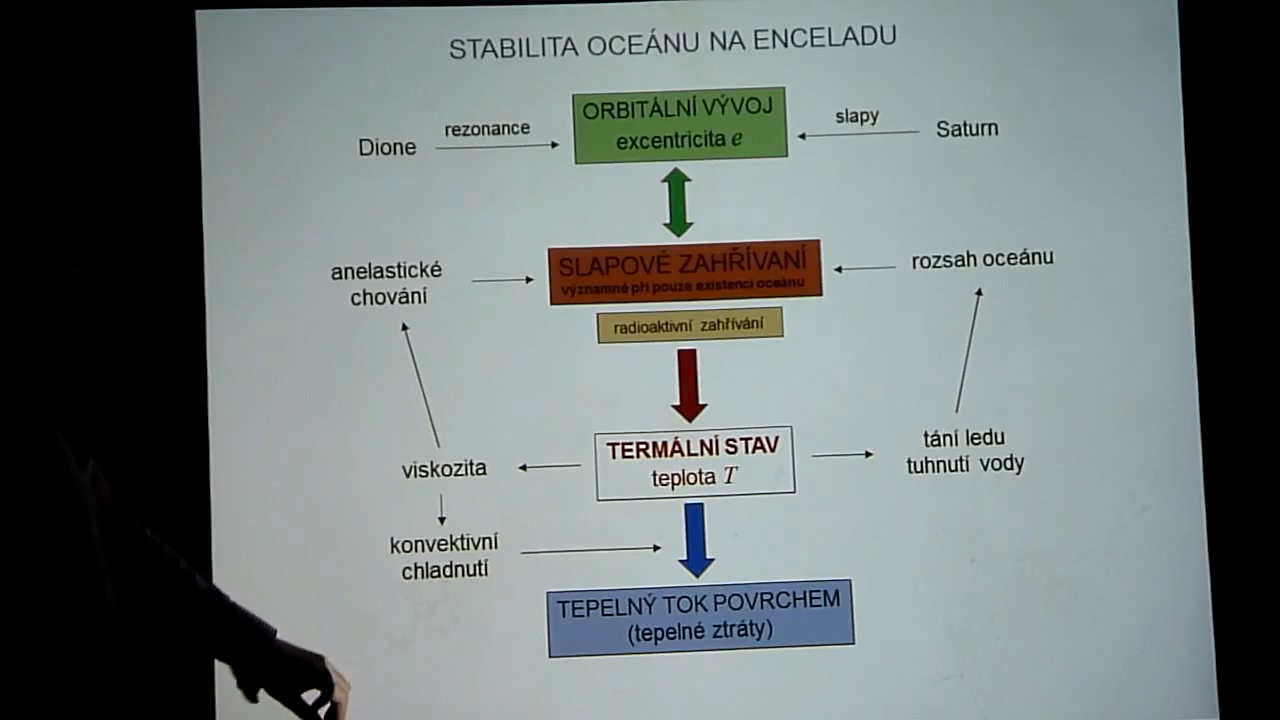 STABILITA OCEÁNU NA ENCELADU
ORBITÁLNÍ VÝVOJ
excentricita e
Dione
rezonance
slapy
Saturn
SLAPOVÉ ZAHŘÍVANÍ
významné při pouze existenci oceánu
anelastické
chování
rozsah oceánu
radioaktivní zahřívání
TERMÁLNÍ STAV
teplota T
viskozita
tání ledu
tuhnutí vody
konvektivní
chladnutí
TEPELNÝ TOK POVRCHEM
(tepelné ztráty)